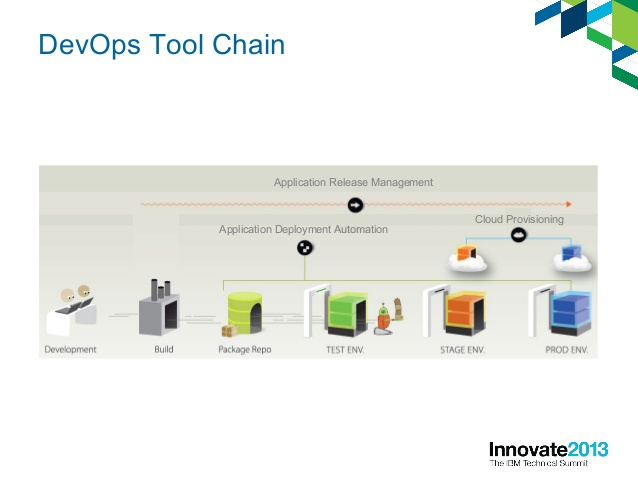 DevOps Tool Chain
Application Release Management
Cloud Provisioning
Application Deployment Automation
Development
Build
Package Repo
TEST ENV.
STAGE ENV.
PROD ENV.
Innovate2013
The IBM Technical Summit